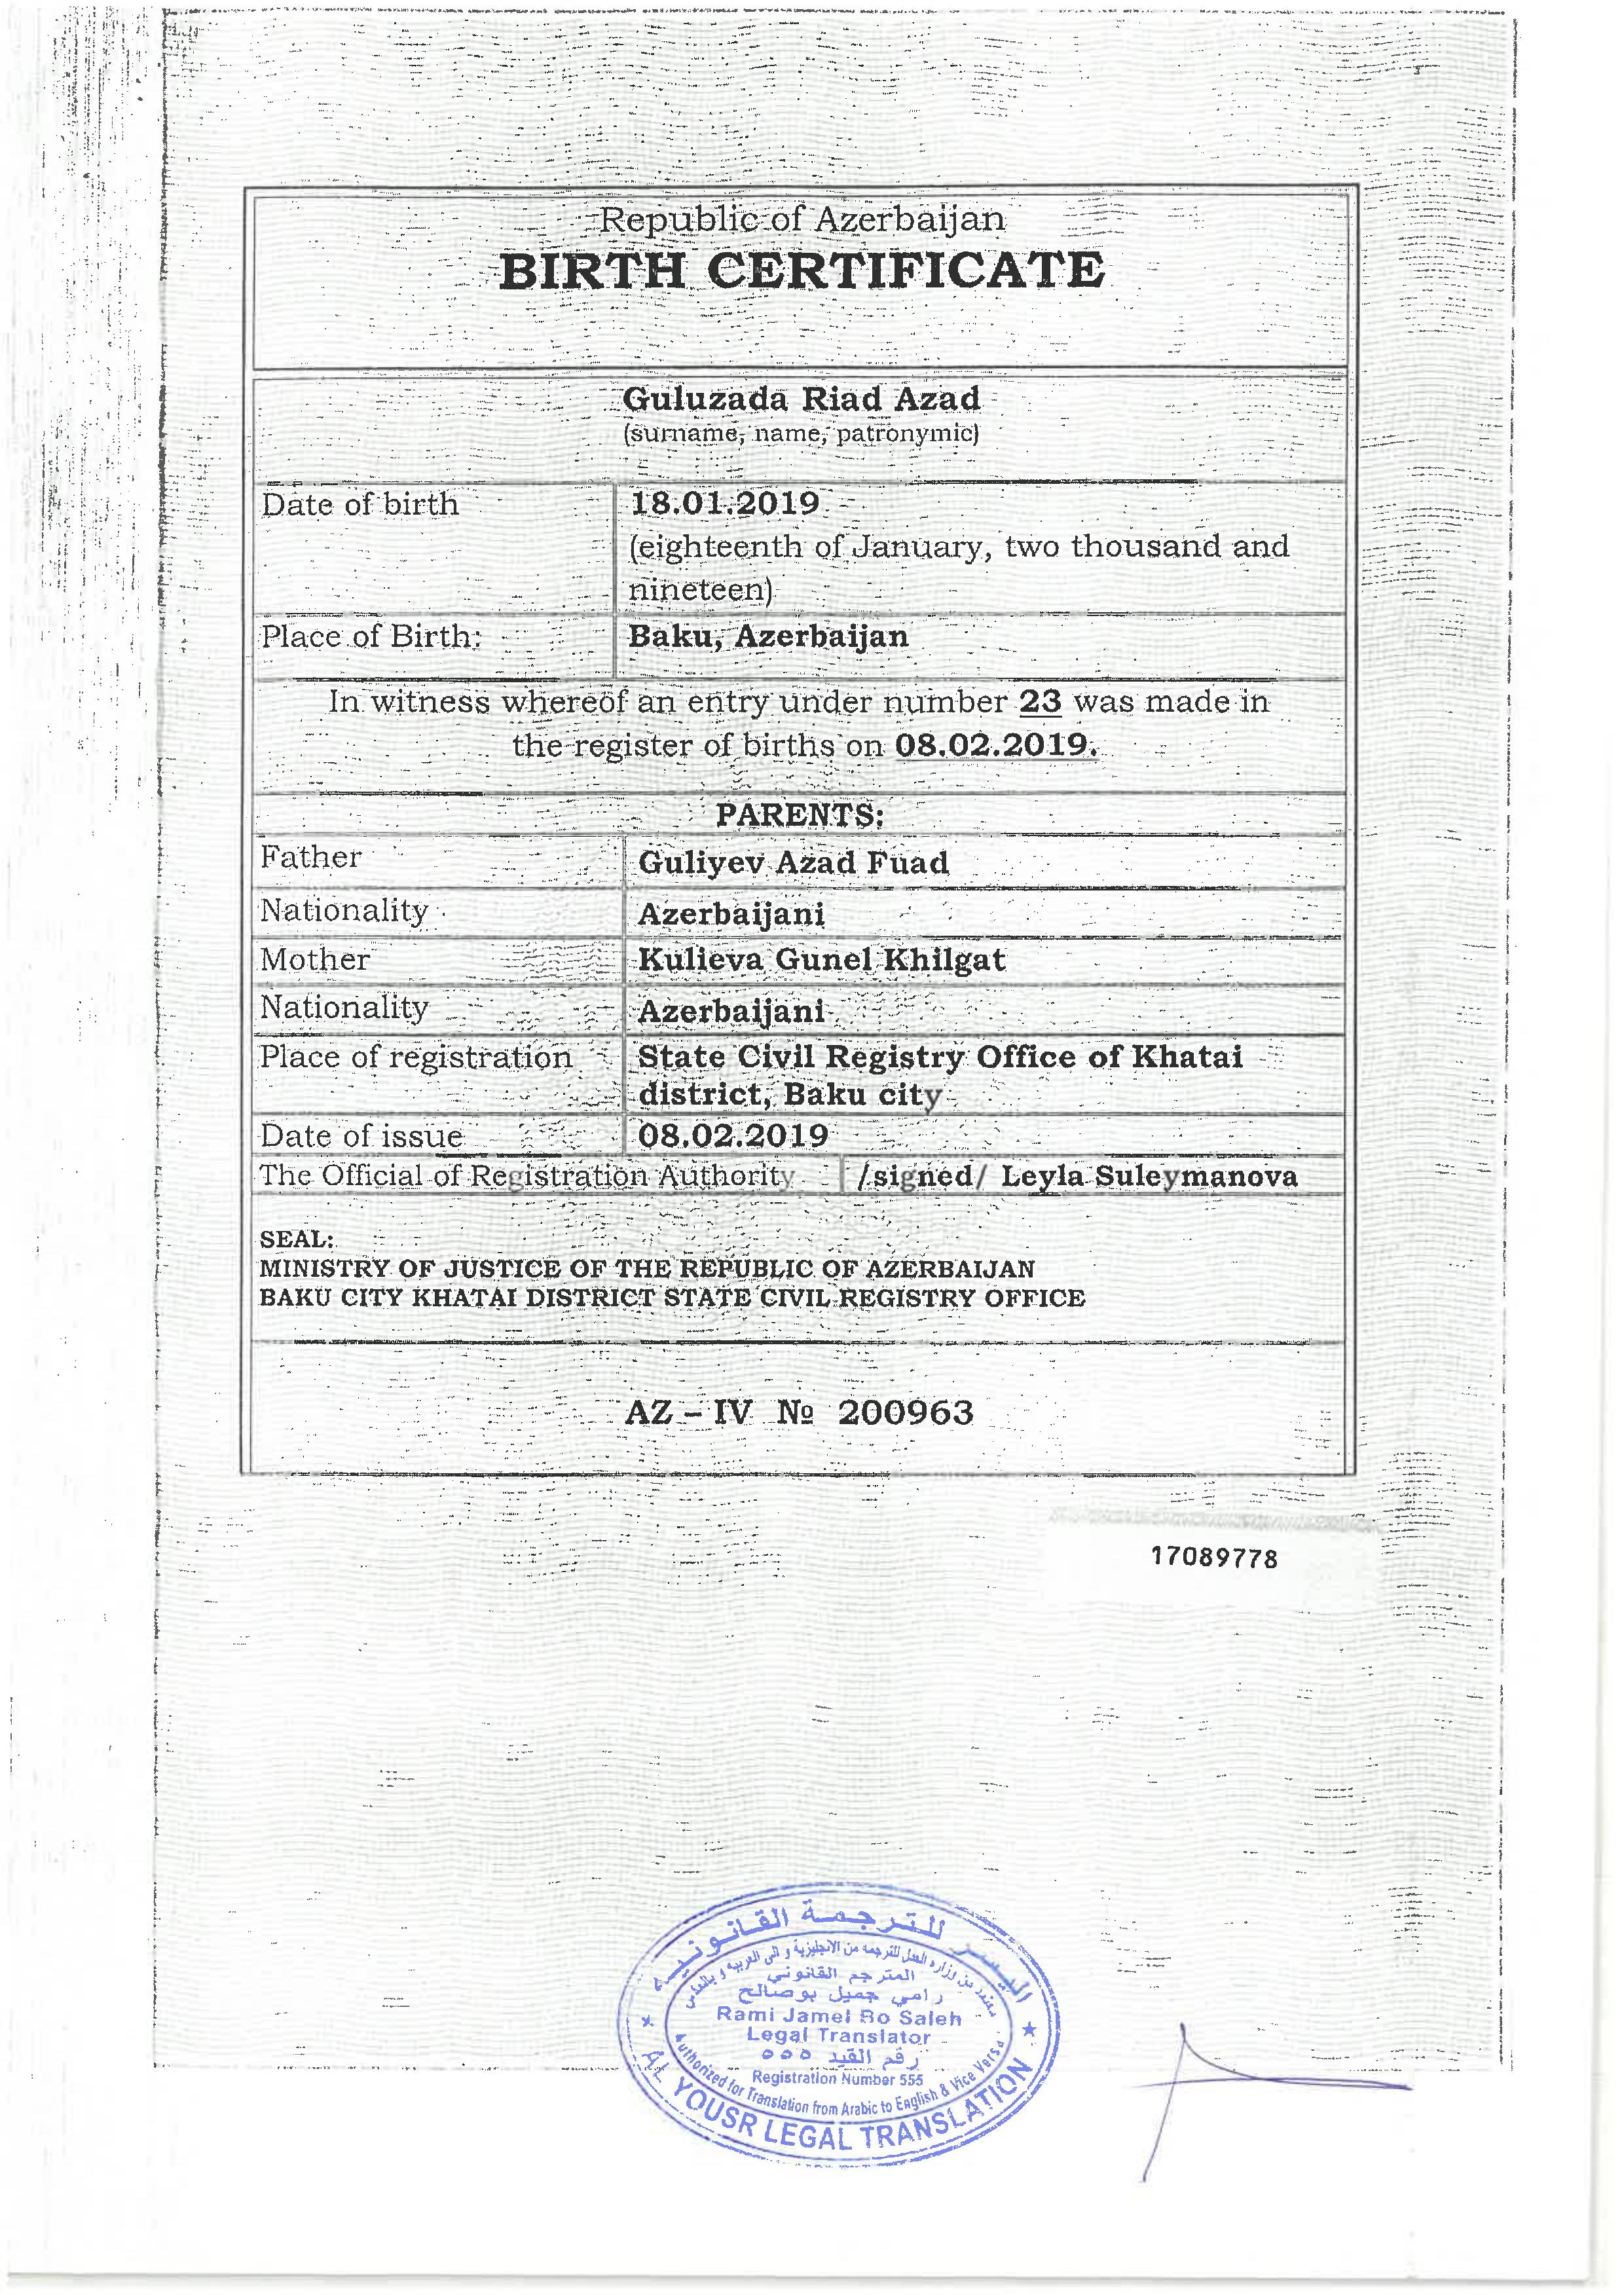 Republic of Azerbaijan
BIRTH CERTIFICATE
Guluzada Riad Azad
(surname, name, patronymic)
Date of birth
18.01.2019
(eighteenth of January, two thousand and
nineteen)
Place of Birth:
Baku, Azerbaijan
In witness whereof an entry under number 23 was made in
the register of births on 08.02.2019.
PARENTS:
Father
Guliyev Azad Fuad
Nationality
Azerbaijani
Mother
Kulieva Gunel Khilgat
Nationality
Azerbaijani
Place of registration
State Civil Registry Office of Khatai
district, Baku city
Date of issue
08.02.2019
The Official of Registration Authority
/signed/ Leyla Suleymanova
SEAL:
MINISTRY OF JUSTICE OF THE REPUBLIC OF AZERBAIJAN
BAKU CITY KHATAI DISTRICT STATE CIVIL REGISTRY OFFICE
AZ – IV № 200963
17089778
اليسر للترجمة القانونية
معتمد من وزارة العدل للترجمة من الانجليزية و الى العربية و بالعكس
المترجم القانوني
رامي جميل بو صالح
Rami Jamel Bo Saleh
Legal Translator
رقم القيد ٥٥٥
Registration Number 555
Authorized for Translation from Arabic to English & Vice Versa
AL YOUSR LEGAL TRANSLATION